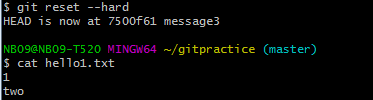 $ git reset --hard
HEAD is now at 7500f61 message3
NB09@NB09-T520 MINGW64 ~/gitpractice (master)
$ cat hello1.txt
1
two